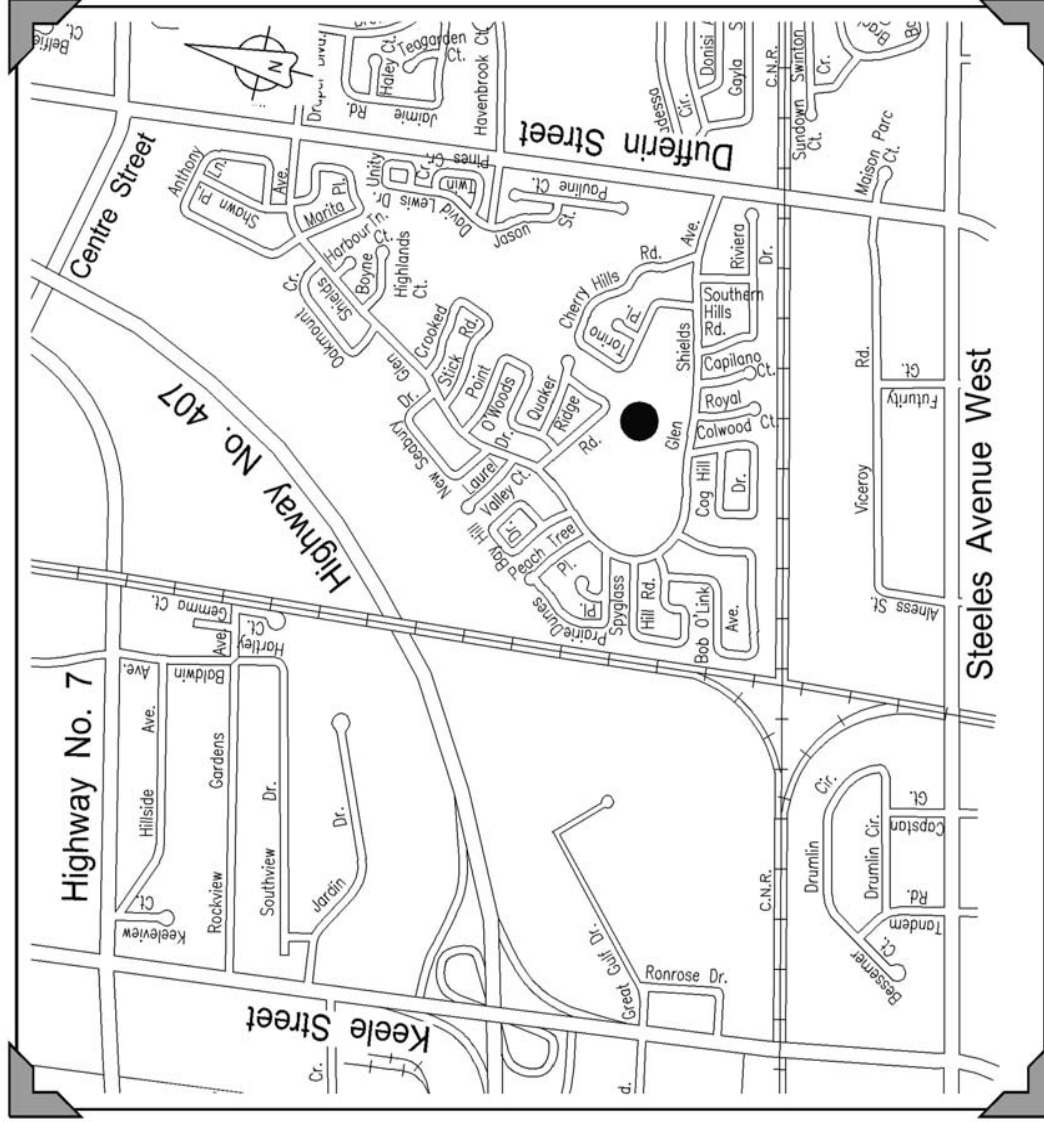 Belfie
Ct.
Centre Street
N
Rd.
Haley Ct.
Teagarden
Ct.
Jaimie
Havenbrook Ct.
Dufferin Street
Cir.
Donisi
Gayla
S
C.N.R.
Swinton
Cr.
Sundown
Ct.
Maison Parc
Ct.
Anthony
Ln.
Shawn Pl.
Ave.
Marita Pl.
Unity
Cr.
Twin Pines Cr.
David Lewis Dr.
Jason
St.
Pauline Ct.
Harbour Tn.
Ct.
Boyne
Highlands
Ct.
Oakmount
Cr.
Shields
Glen
Crooked
Stick Rd.
Point
O'Woods
Dr.
Quaker
Ridge
Rd.
New Seabury
Dr.
Laurel
Valley Ct.
Bay Hill
Dr.
Peach Tree
Pl.
Prairie Dunes
Pl.
Spyglass
Hill Rd.
Bob O'Link
Ave.
Cherry Hills
Rd.
Torino
Pl.
Glen
Shields
Ave.
Riviera
Dr.
Southern
Hills
Rd.
Capilano
Ct.
Royal
Colwood Ct.
Cog Hill
Dr.
Viceroy
Rd.
Futurity
Gt.
Alness St.
Steeles Avenue West
Highway No. 407
Highway No. 7
Gemma Ct.
Ave.
Hartley
Ct.
Baldwin
Ave.
Hillside
Ave.
Keeleview
Ct.
Rockview
Gardens
Southview
Dr.
Jardin
Dr.
Keele Street
Cr.
d.
Great Gulf Dr.
Ronrose Dr.
C.N.R.
Drumlin
Cir.
Drumlin Cir.
Capstan
Gt.
Tandem
Rd.
Bessemer
Ct.